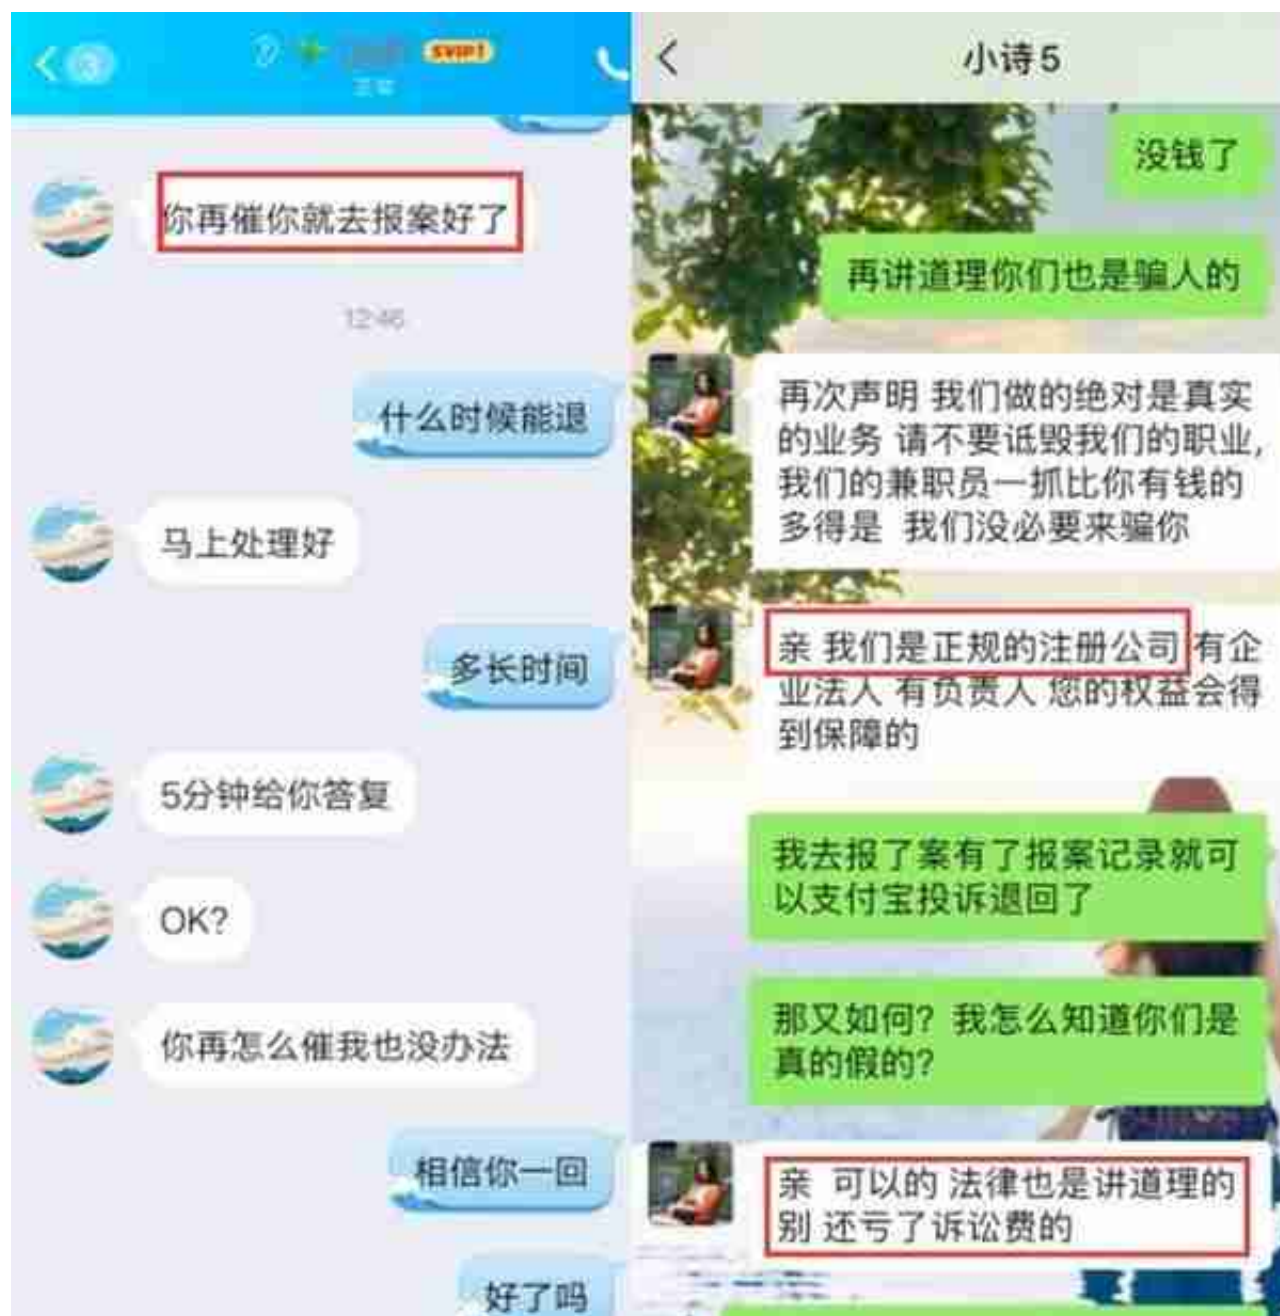 3
SVIP1
你再催你就去报案好了
12:46
什么时候能退
马上处理好
多长时间
5分钟给你答复
OK?
你再怎么催我也没办法
相信你一回
好了吗
小诗5
没钱了
再讲道理你们也是骗人的
再次声明 我们做的绝对是真实
的业务 请不要诋毁我们的职业,
我们的兼职员一抓比你有钱的
多得是 我们没必要来骗你
亲 我们是正规的注册公司 有企
业法人 有负责人 您的权益会得
到保障的
我去报了案有了报案记录就可
以支付宝投诉退回了
那又如何? 我怎么知道你们是
真的假的?
亲 可以的 法律也是讲道理的
别 还亏了诉讼费的